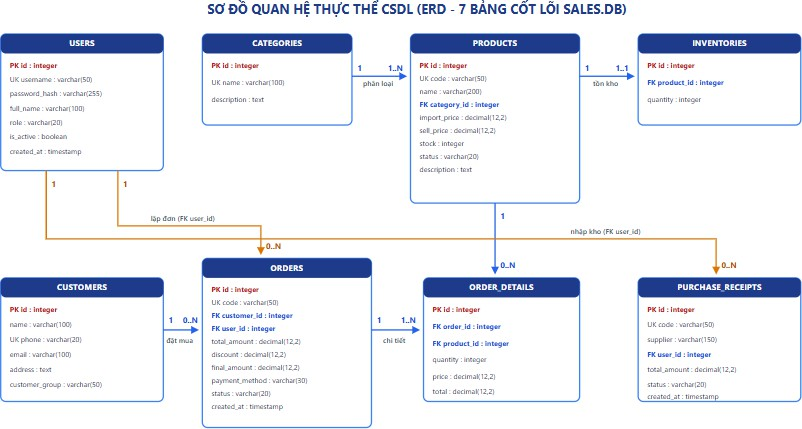 SƠ ĐỒ QUAN HỆ THỰC THỂ CSDL (ERD - 7 BẢNG CỐT LÕI SALES.DB)
USERS
PK id : integer
UK username : varchar(50)
password_hash : varchar(255)
full_name : varchar(100)
role : varchar(20)
is_active : boolean
created_at : timestamp
CATEGORIES
PK id : integer
UK name : varchar(100)
description : text
1
1..N
phân loại
PRODUCTS
PK id : integer
UK code : varchar(50)
name : varchar(200)
FK category_id : integer
import_price : decimal(12,2)
sell_price : decimal(12,2)
stock : integer
status : varchar(20)
description : text
1
1..1
tồn kho
INVENTORIES
PK id : integer
FK product_id : integer
quantity : integer
1
1
lập đơn (FK user_id)
0..N
1
0..N
nhập kho (FK user_id)
0..N
CUSTOMERS
PK id : integer
name : varchar(100)
UK phone : varchar(20)
email : varchar(100)
address : text
customer_group : varchar(50)
1
0..N
đặt mua
ORDERS
PK id : integer
UK code : varchar(50)
FK customer_id : integer
FK user_id : integer
total_amount : decimal(12,2)
discount : decimal(12,2)
final_amount : decimal(12,2)
payment_method : varchar(30)
status : varchar(20)
created_at : timestamp
1
1..N
chi tiết
ORDER_DETAILS
PK id : integer
FK order_id : integer
FK product_id : integer
quantity : integer
price : decimal(12,2)
total : decimal(12,2)
PURCHASE_RECEIPTS
PK id : integer
UK code : varchar(50)
supplier : varchar(150)
FK user_id : integer
total_amount : decimal(12,2)
status : varchar(20)
created_at : timestamp